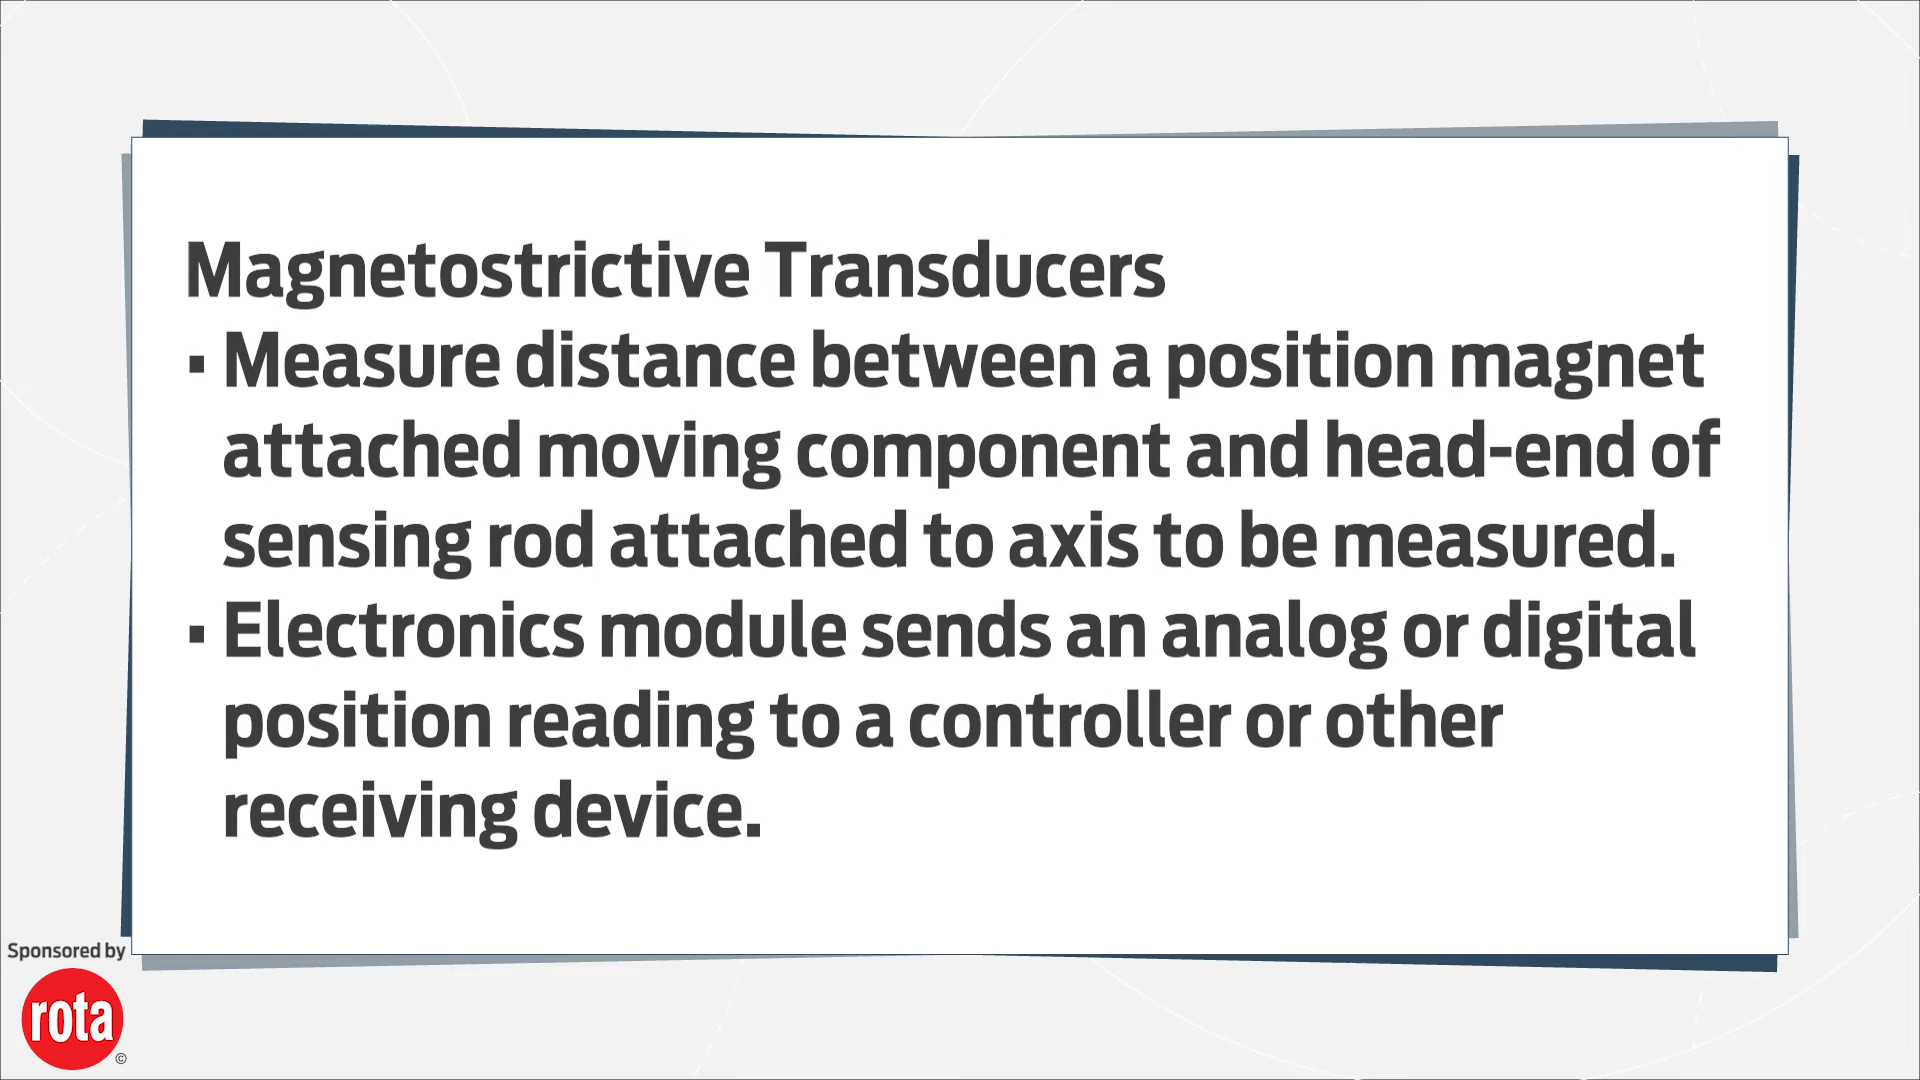 Magnetostrictive Transducers
▪ Measure distance between a position magnet
attached moving component and head-end of
sensing rod attached to axis to be measured.
▪ Electronics module sends an analog or digital
position reading to a controller or other
receiving device.
Sponsored by
rota
©